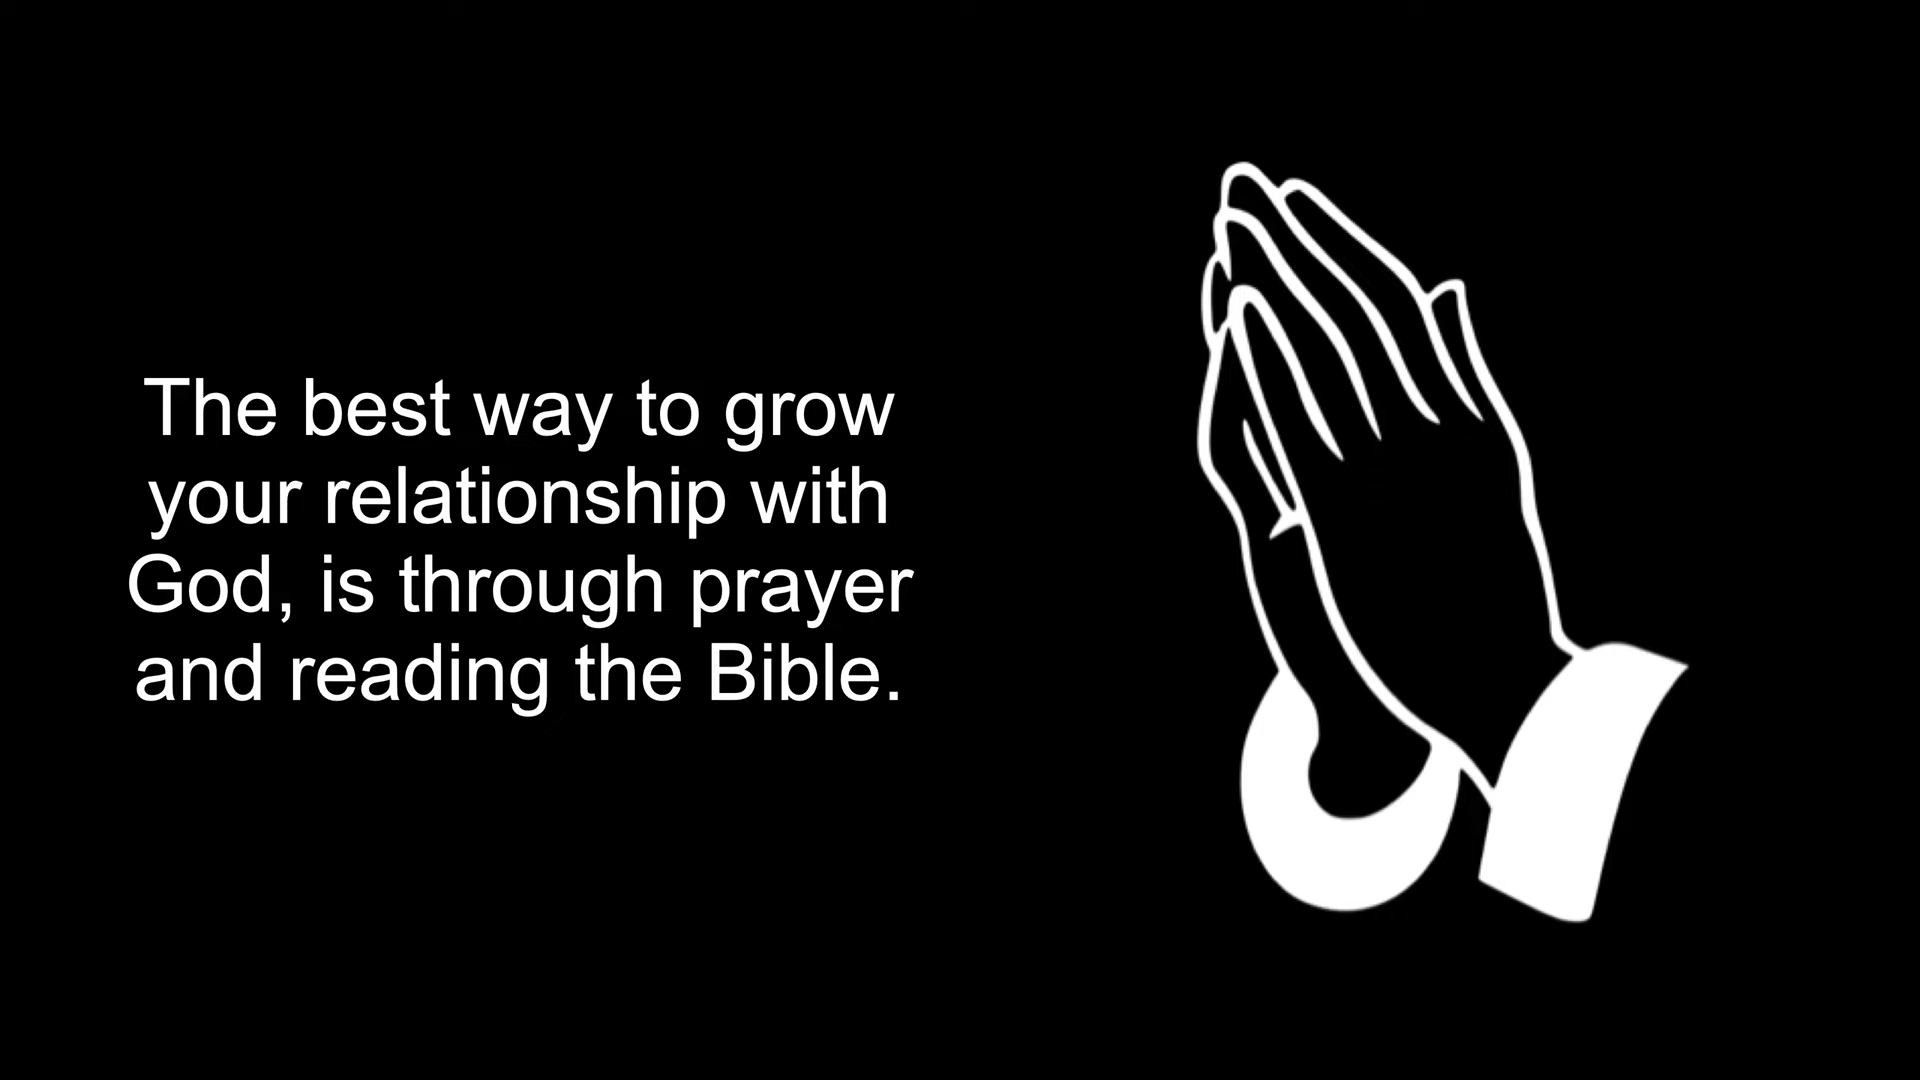 The best way to grow
your relationship with
God, is through prayer
and reading the Bible.